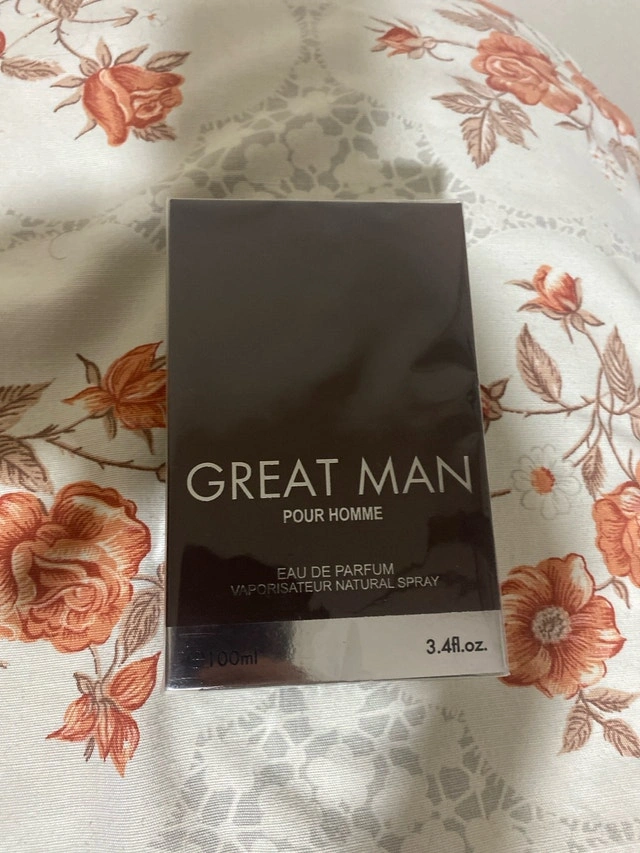 GREAT MAN
POUR HOMME
EAU DE PARFUM
VAPORISATEUR NATURAL SPRAY
100ml
3.4fl.oz.